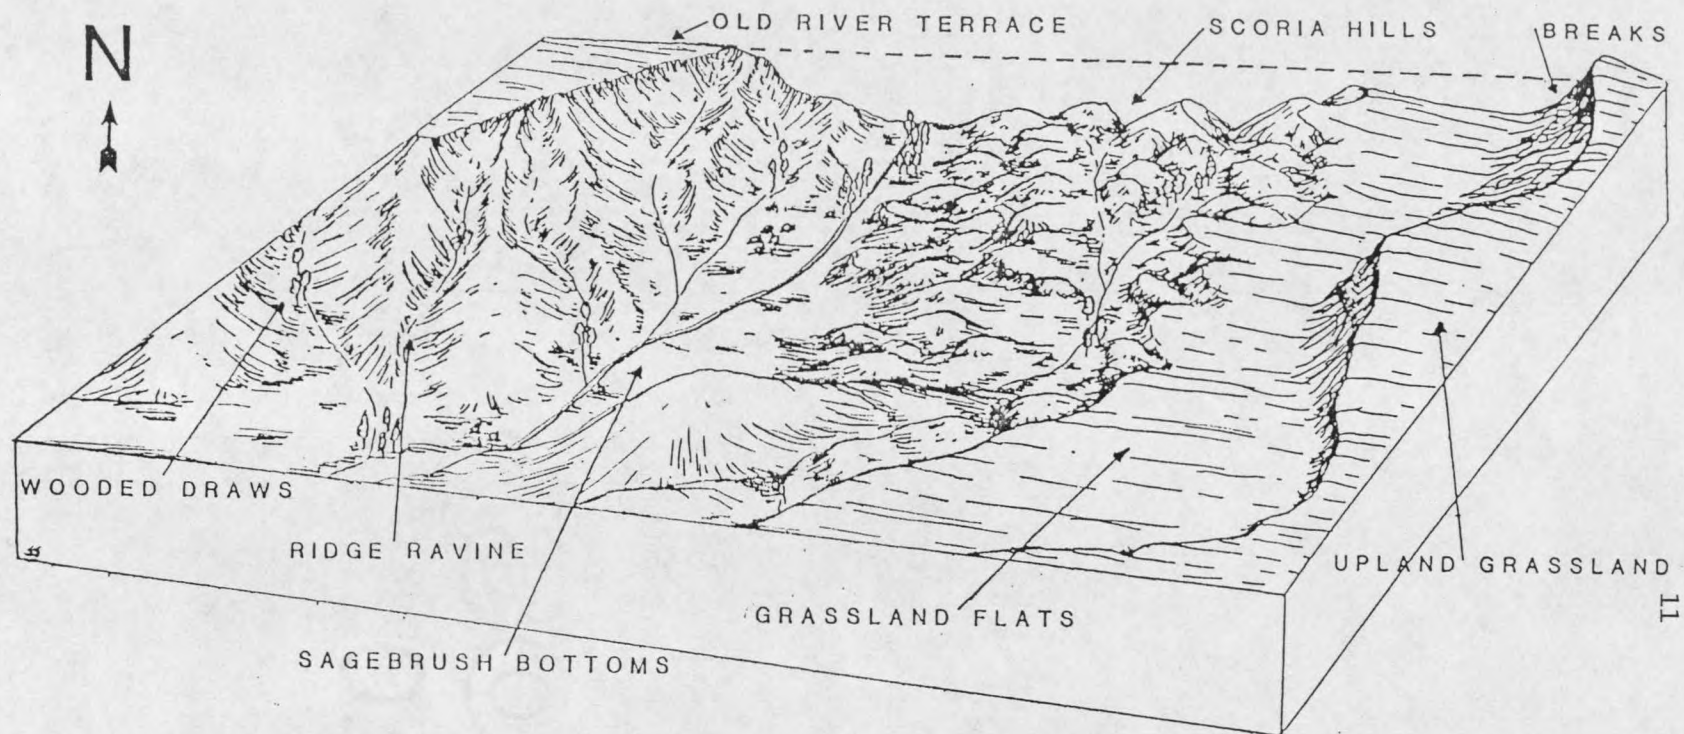 N
OLD RIVER TERRACE
SCORIA HILLS
BREAKS
WOODED DRAWS
RIDGE RAVINE
SAGEBRUSH BOTTOMS
GRASSLAND FLATS
UPLAND GRASSLAND
11